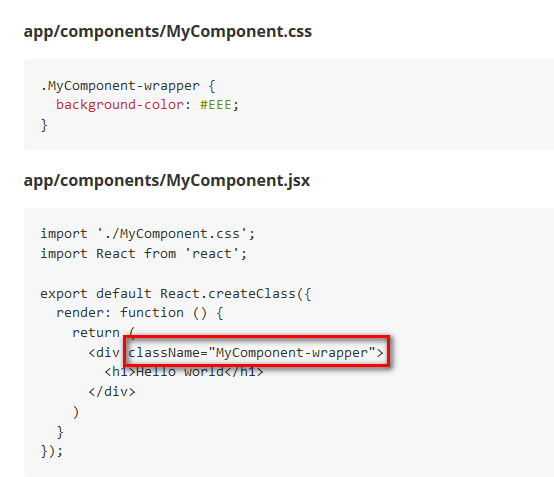 app/components/MyComponent.css
.MyComponent-wrapper {
  background-color: #EEE;
}
app/components/MyComponent.jsx
import './MyComponent.css';
import React from 'react';
export default React.createClass({
  render: function () {
    return (
      <div className="MyComponent-wrapper">
        <h1>Hello world</h1>
      </div>
    )
  }
});